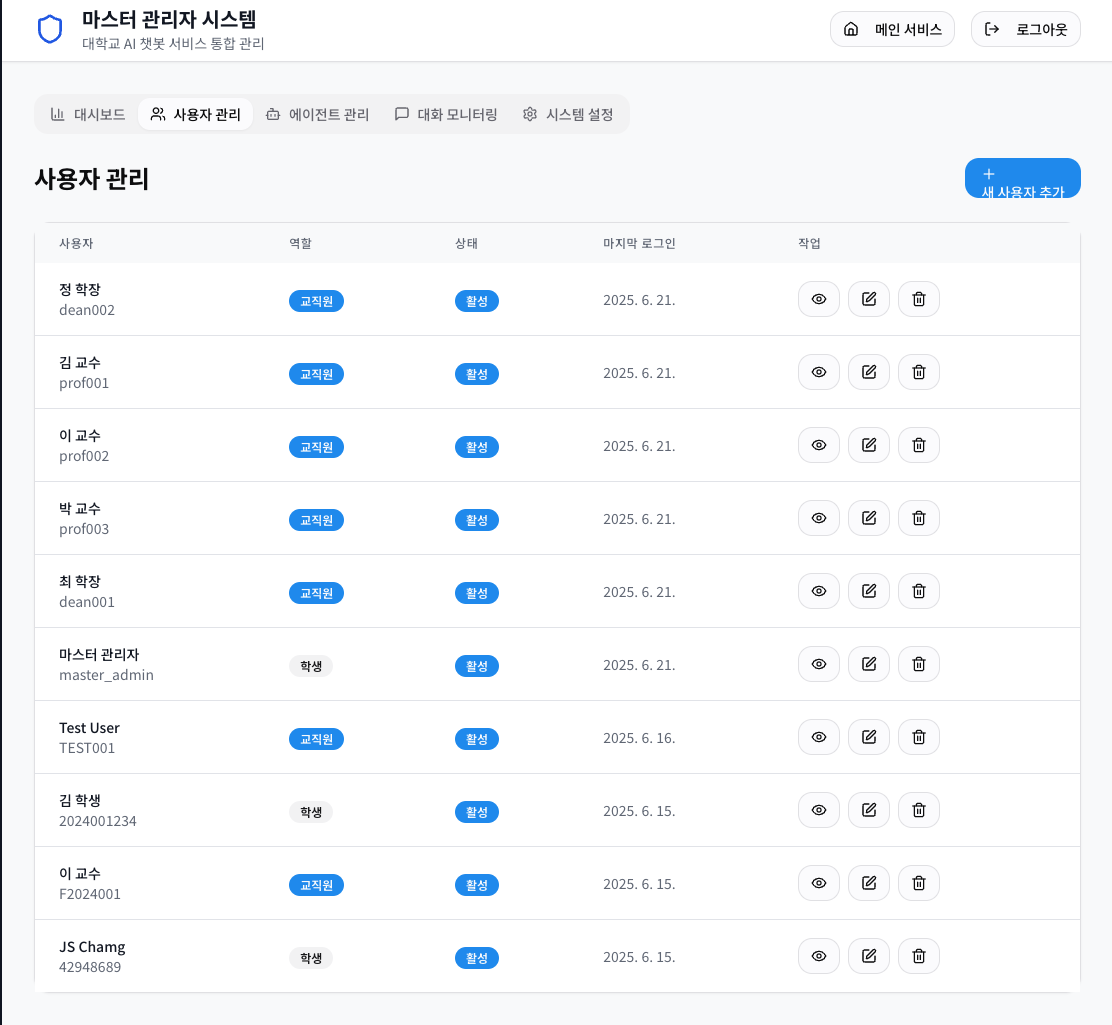 마스터 관리자 시스템
대학교 AI 챗봇 서비스 통합 관리
메인 서비스
로그아웃
대시보드
사용자 관리
에이전트 관리
대화 모니터링
시스템 설정
사용자 관리
새 사용자 추가
사용자 역할 상태 마지막 로그인 작업
정 학장
dean002
교직원 활성 2025. 6. 21.
김 교수
prof001
교직원 활성 2025. 6. 21.
이 교수
prof002
교직원 활성 2025. 6. 21.
박 교수
prof003
교직원 활성 2025. 6. 21.
최 학장
dean001
교직원 활성 2025. 6. 21.
마스터 관리자
master_admin
학생 활성 2025. 6. 21.
Test User
TEST001
교직원 활성 2025. 6. 16.
김 학생
2024001234
학생 활성 2025. 6. 15.
이 교수
F2024001
교직원 활성 2025. 6. 15.
JS Chamg
42948689
학생 활성 2025. 6. 15.